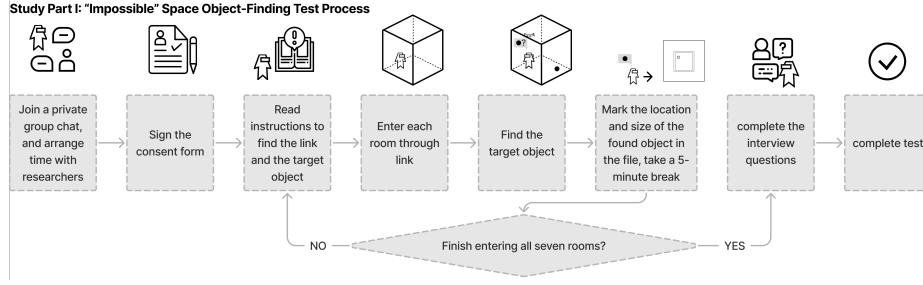 Study Part I: “Impossible” Space Object-Finding Test Process
Join a private
group chat,
and arrange
time with
researchers
Sign the
consent form
Read
instructions to
find the link
and the target
object
Enter each
room through
link
Find the
target object
Mark the location
and size of the
found object in
the file, take a 5-
minute break
complete the
interview
questions
complete test
NO
Finish entering all seven rooms?
YES